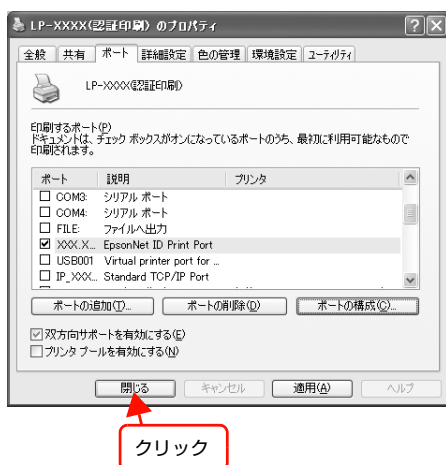 LP-XXXX(認証印刷) のプロパティ
全般 共有 ポート 詳細設定 色の管理 環境設定 ユーティリティ
LP-XXXX(認証印刷)
印刷するポート(P)
ドキュメントは、チェック ボックスがオンになっているポートのうち、最初に利用可能なもので
印刷されます。
ポート 説明 プリンタ
COM3: シリアル ポート
COM4: シリアル ポート
FILE: ファイルへ出力
XXX.X... EpsonNet ID Print Port
USB001 Virtual printer port for ...
IP_XXX... Standard TCP/IP Port
ポートの追加(T)... ポートの削除(D) ポートの構成(C)...
双方向サポートを有効にする(E)
プリンタ プールを有効にする(N)
閉じる キャンセル 適用(A) ヘルプ
クリック